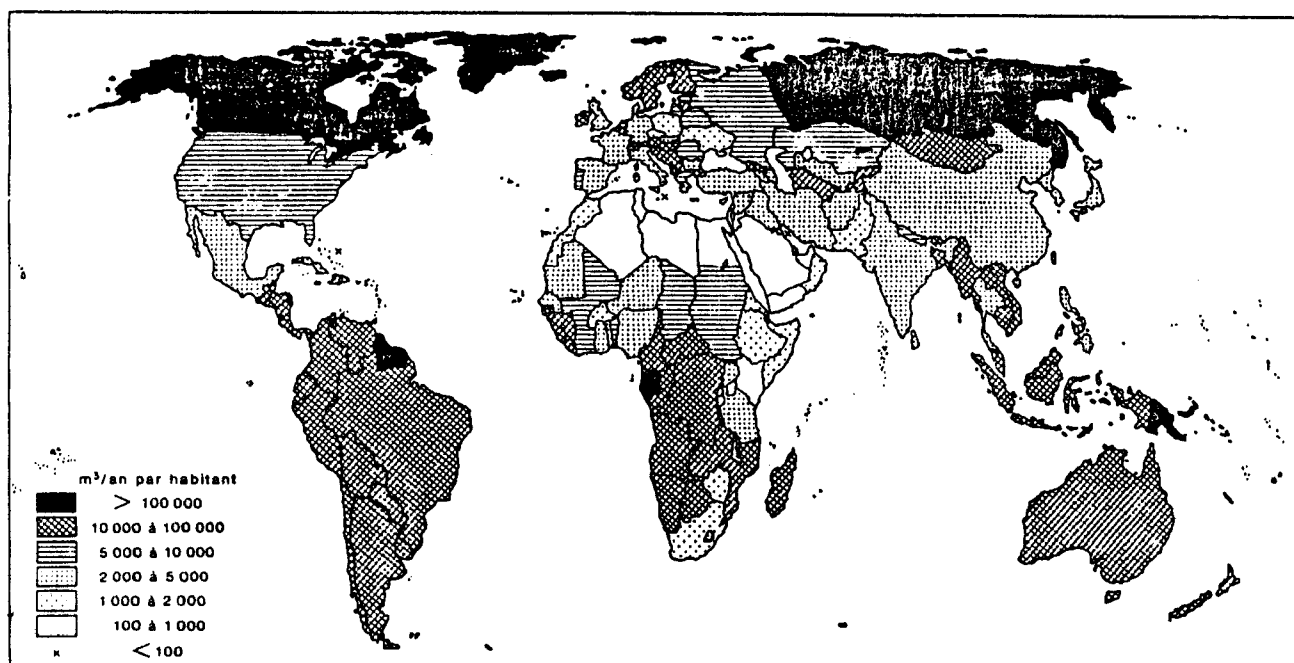 m³/an par habitant
> 100 000
10 000 à 100 000
5 000 à 10 000
2 000 à 5 000
1 000 à 2 000
100 à 1 000
x < 100